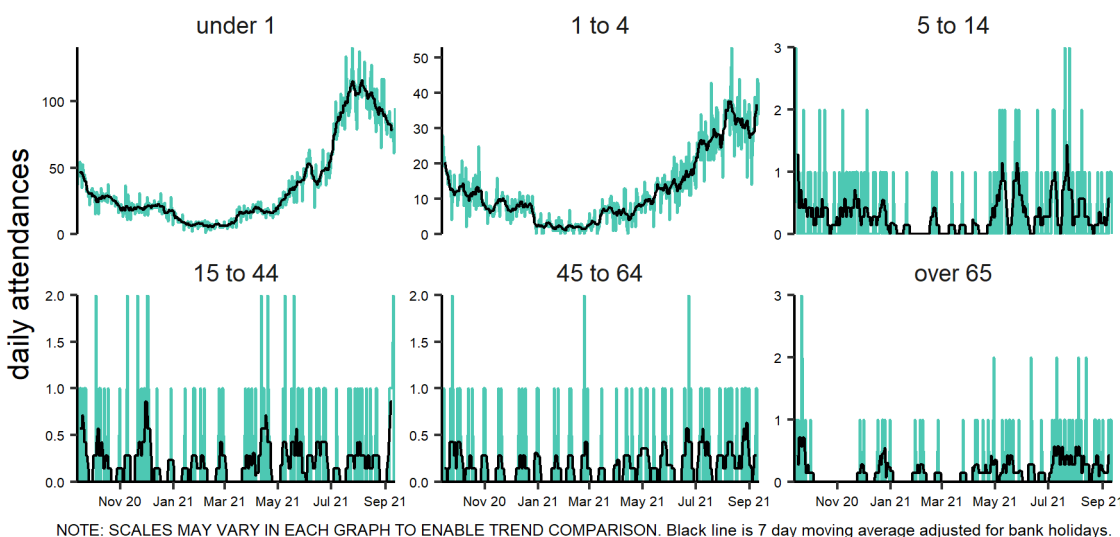 under 1
1 to 4
5 to 14
daily attendances
100
50
0
50
40
30
20
10
0
3
2
1
0
15 to 44
45 to 64
over 65
2.0
1.5
1.0
0.5
0.0
2.0
1.5
1.0
0.5
0.0
3
2
1
0
Nov 20 Jan 21 Mar 21 May 21 Jul 21 Sep 21
Nov 20 Jan 21 Mar 21 May 21 Jul 21 Sep 21
Nov 20 Jan 21 Mar 21 May 21 Jul 21 Sep 21
NOTE: SCALES MAY VARY IN EACH GRAPH TO ENABLE TREND COMPARISON. Black line is 7 day moving average adjusted for bank holidays.